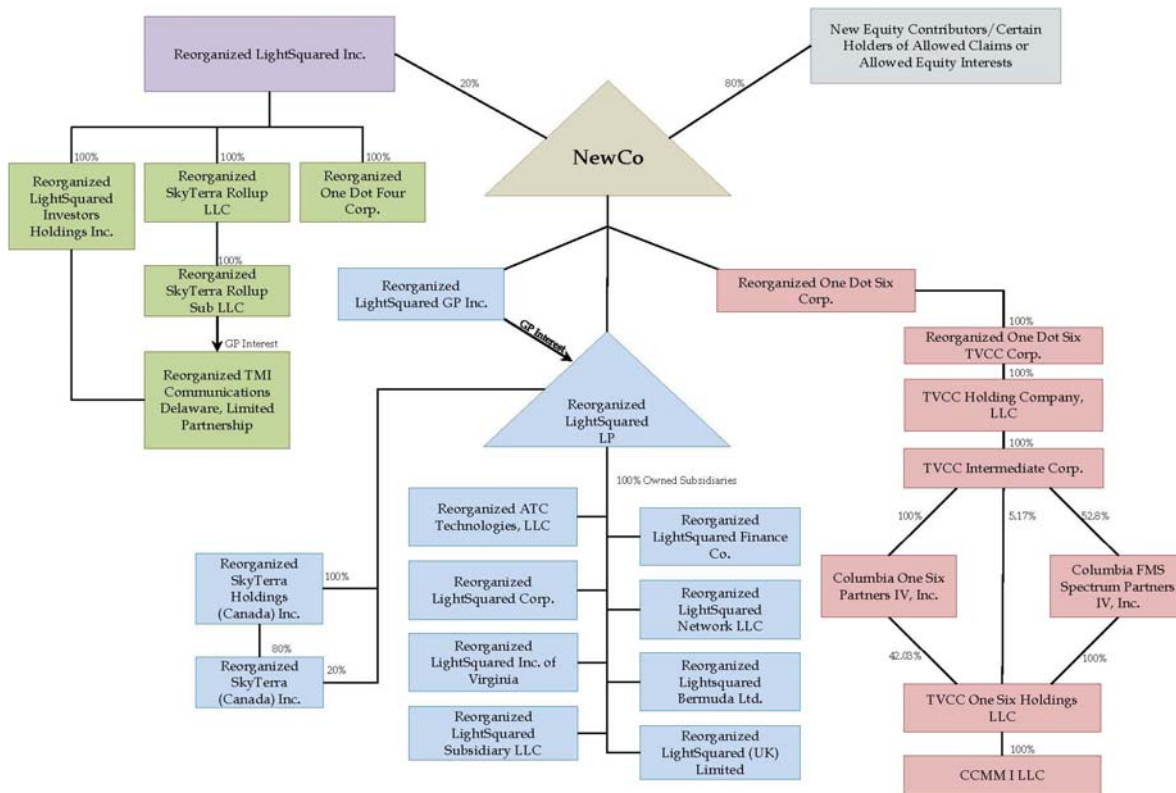 Reorganized LightSquared Inc.
New Equity Contributors/Certain
Holders of Allowed Claims or
Allowed Equity Interests
20%
80%
NewCo
100%
100%
100%
Reorganized
LightSquared
Investors
Holdings Inc.
Reorganized
SkyTerra Rollup
LLC
Reorganized
One Dot Four
Corp.
100%
Reorganized
SkyTerra Rollup
Sub LLC
GP Interest
Reorganized TMI
Communications
Delaware, Limited
Partnership
Reorganized
LightSquared GP Inc.
GP Interest
Reorganized One Dot Six
Corp.
Reorganized
LightSquared
LP
100% Owned Subsidiaries
Reorganized ATC
Technologies, LLC
Reorganized
LightSquared Finance
Co.
Reorganized
LightSquared Corp.
Reorganized
LightSquared
Network LLC
Reorganized
LightSquared Inc. of
Virginia
Reorganized
Lightsquared
Bermuda Ltd.
Reorganized
LightSquared
Subsidiary LLC
Reorganized
LightSquared (UK)
Limited
Reorganized
SkyTerra
Holdings
(Canada) Inc.
100%
80%
Reorganized
SkyTerra
(Canada) Inc.
20%
100%
Reorganized One Dot Six
TVCC Corp.
100%
TVCC Holding Company,
LLC
100%
TVCC Intermediate Corp.
100%
5.17%
52.8%
Columbia One Six
Partners IV, Inc.
Columbia FMS
Spectrum Partners
IV, Inc.
42.03%
100%
TVCC One Six Holdings
LLC
100%
CCMM I LLC